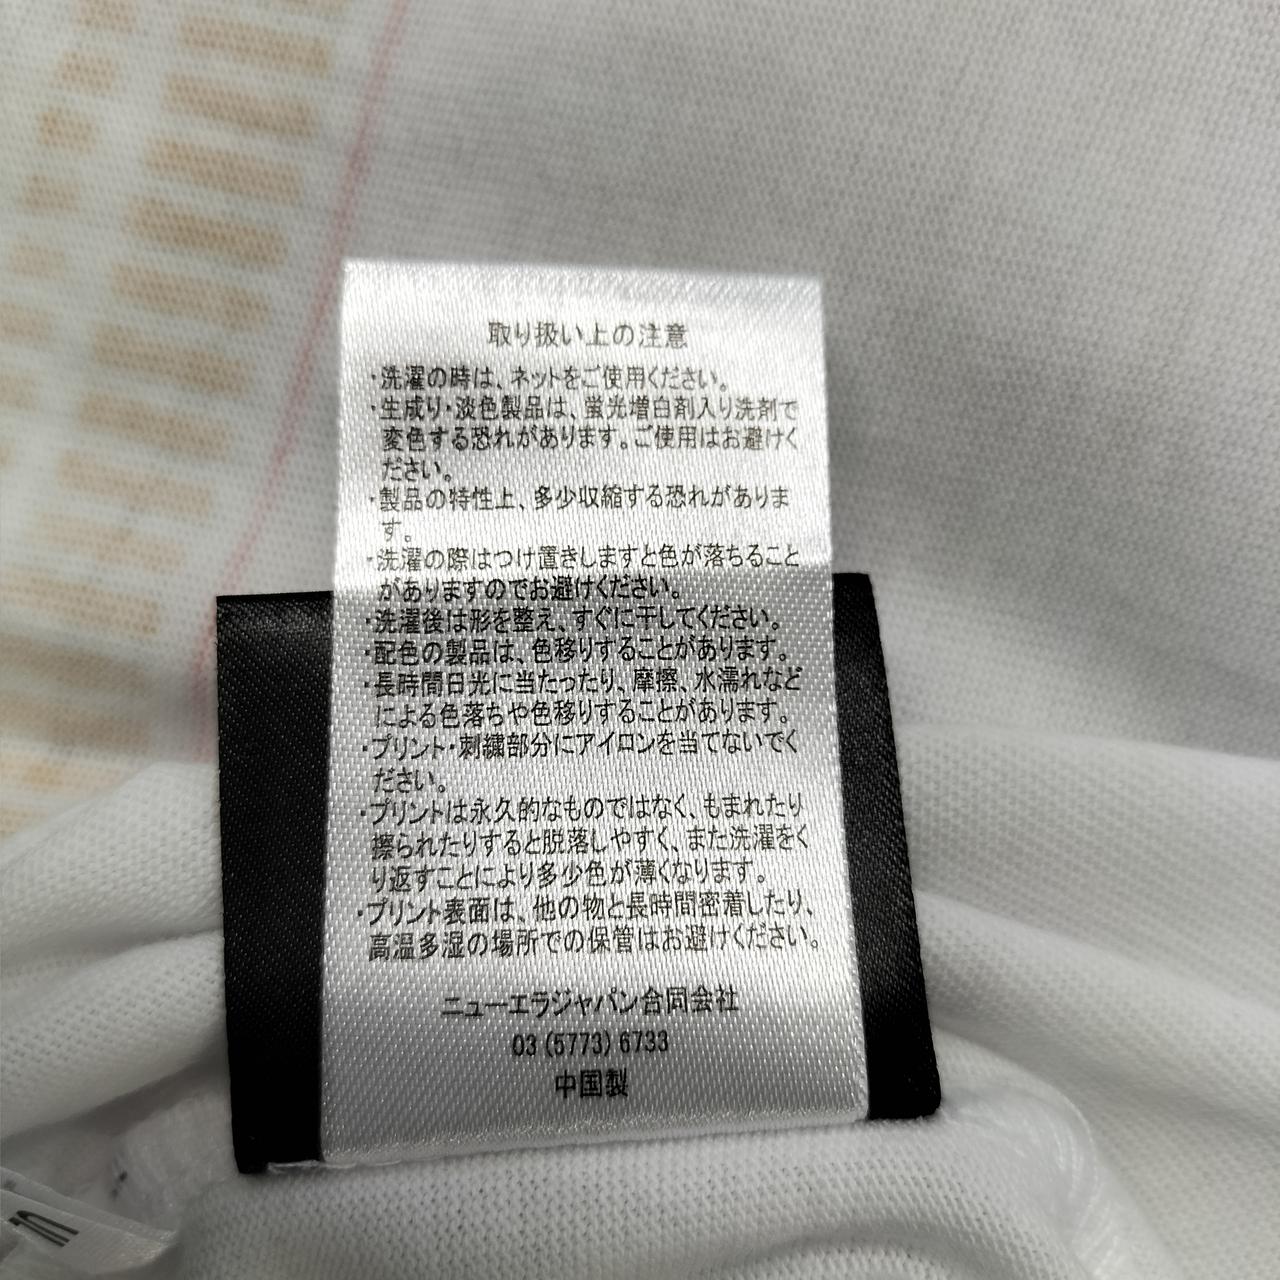 取り扱い上の注意
・洗濯の時は、ネットをご使用ください。
・生成り・淡色製品は、蛍光増白剤入り洗剤で
変色する恐れがあります。ご使用はお避けく
ださい。
・製品の特性上、多少収縮する恐れがありま
す。
・洗濯の際はつけ置きしますと色が落ちること
がありますのでお避けください。
・洗濯後は形を整え、すぐに干してください。
・配色の製品は、色移りすることがあります。
・長時間日光に当たったり、摩擦、水濡れなど
による色落ちや色移りすることがあります。
・プリント・刺繍部分にアイロンを当てないでく
ださい。
・プリントは永久的なものではなく、もまれたり
擦られたりすると脱落しやすく、また洗濯をく
り返すことにより多少色が薄くなります。
・プリント表面は、他の物と長時間密着したり、
高温多湿の場所での保管はお避けください。
ニューエラジャパン合同会社
03 (5773) 6733
中国製